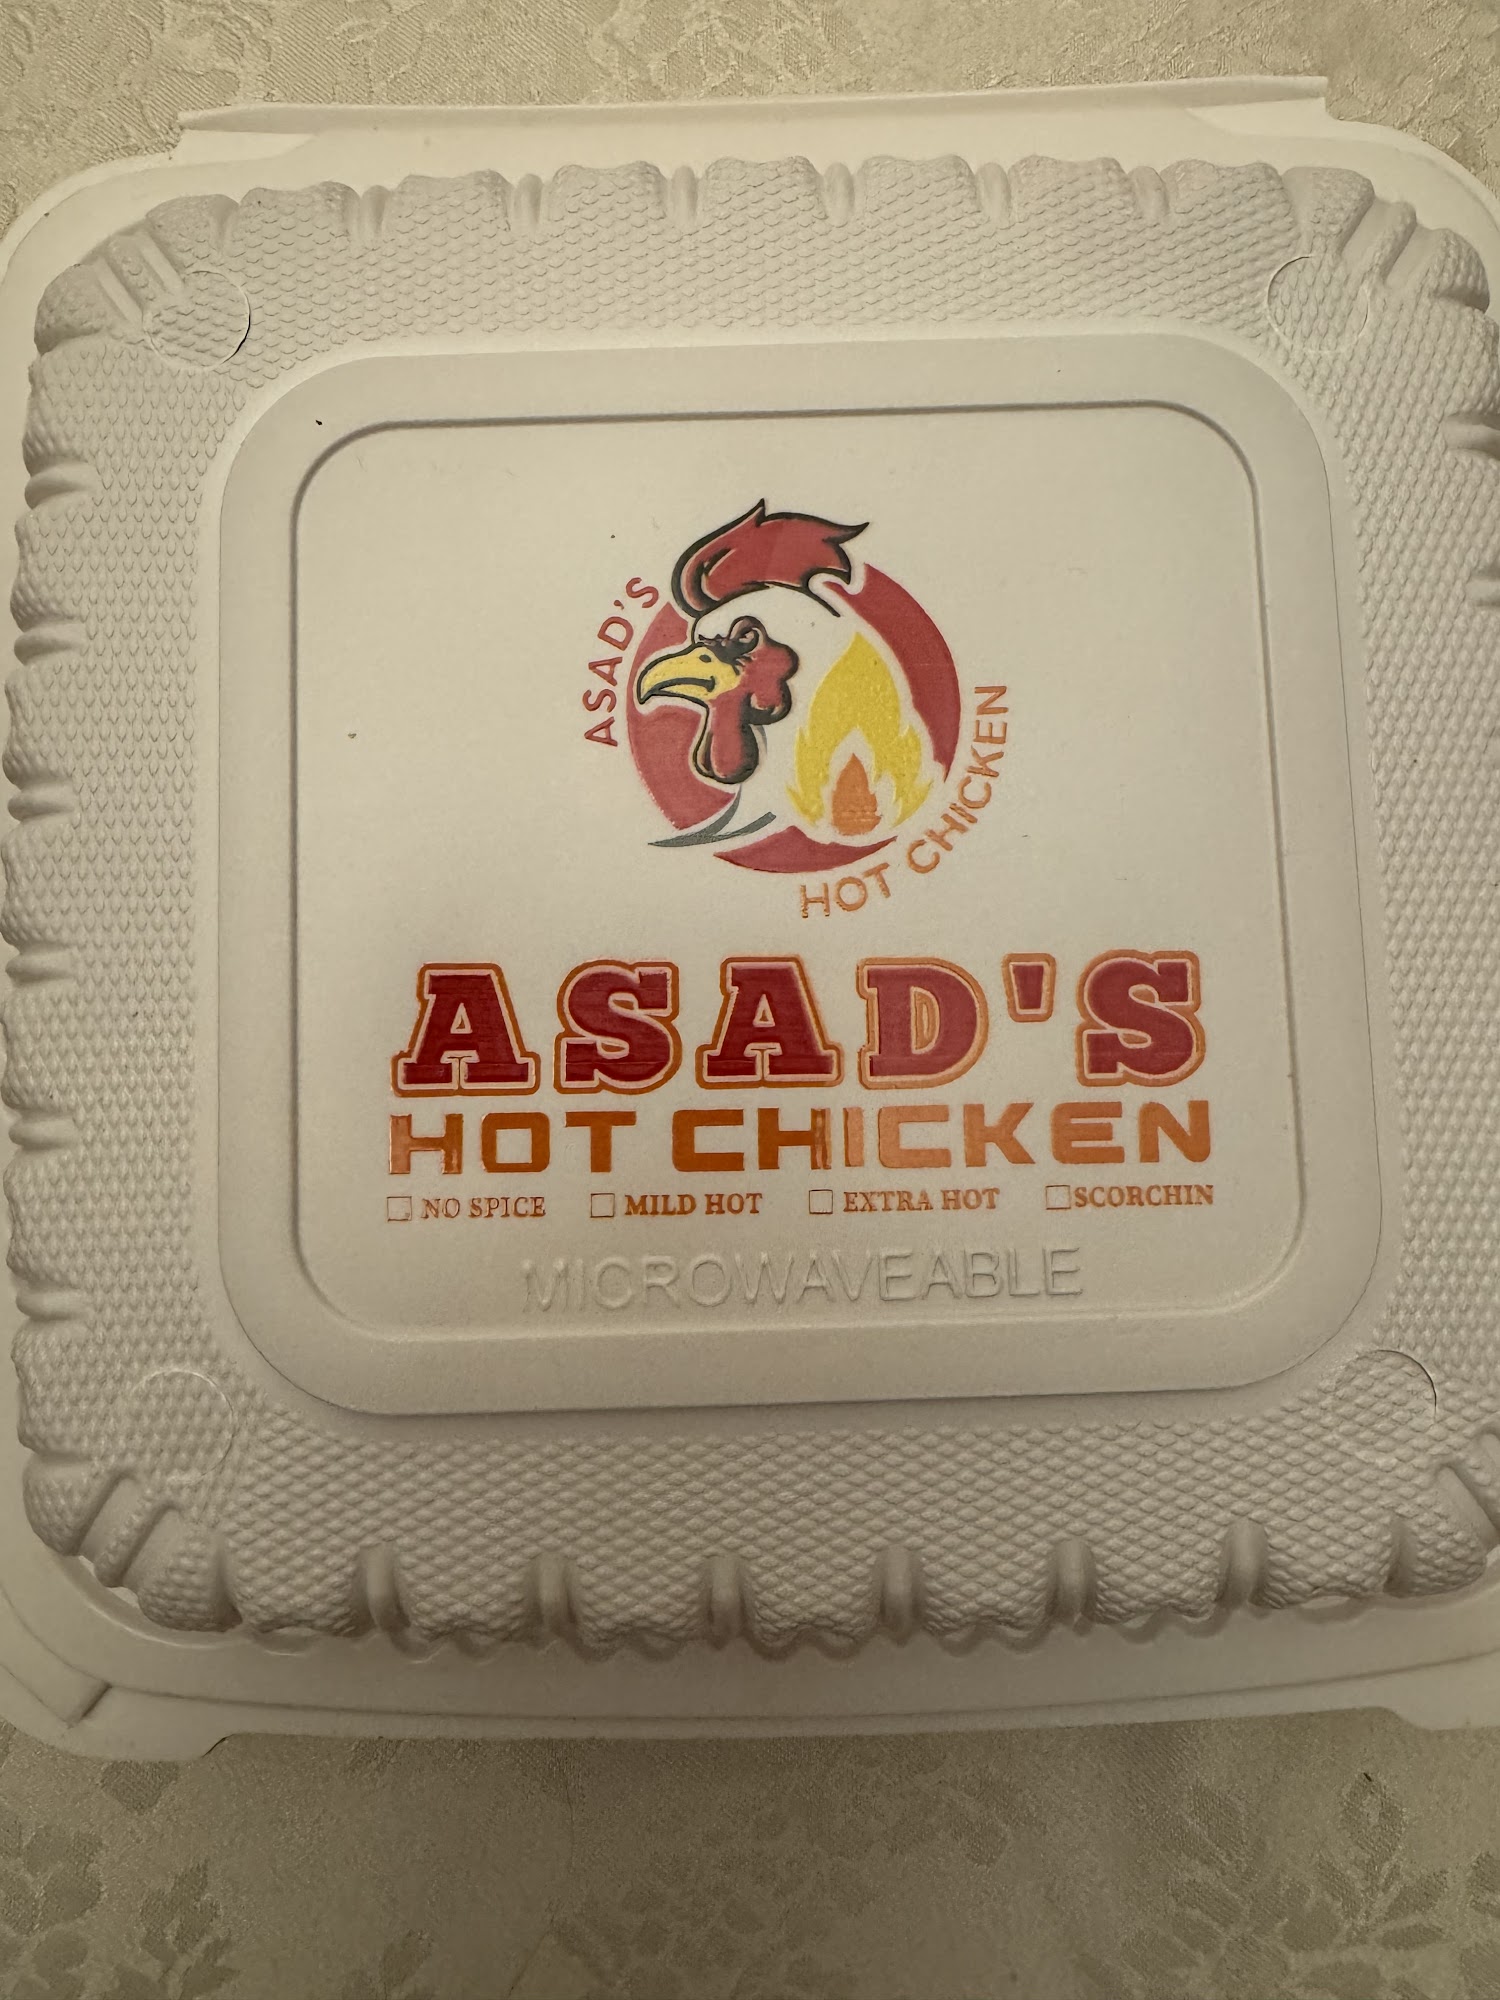 ASAD'S
HOT CHICKEN
ASAD'S
HOT CHICKEN
NO SPICE MILD HOT EXTRA HOT SCORCHIN
MICROWAVEABLE